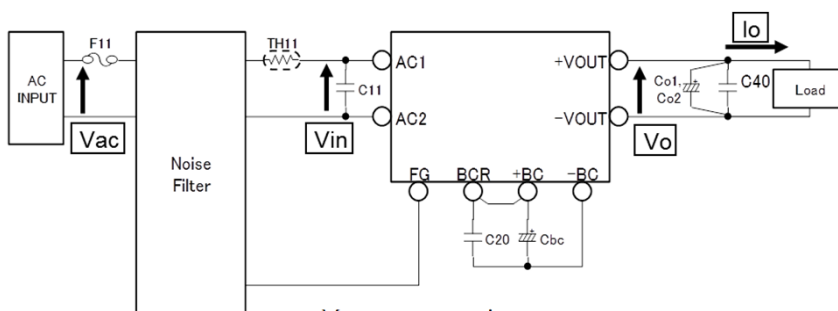 AC
INPUT
F11
Vac
Noise
Filter
TH11
Vin
C11
AC1
AC2
FG
BCR
+BC
-BC
C20
Cbc
+VOUT
-VOUT
Vo
Io
Co1,
Co2
C40
Load